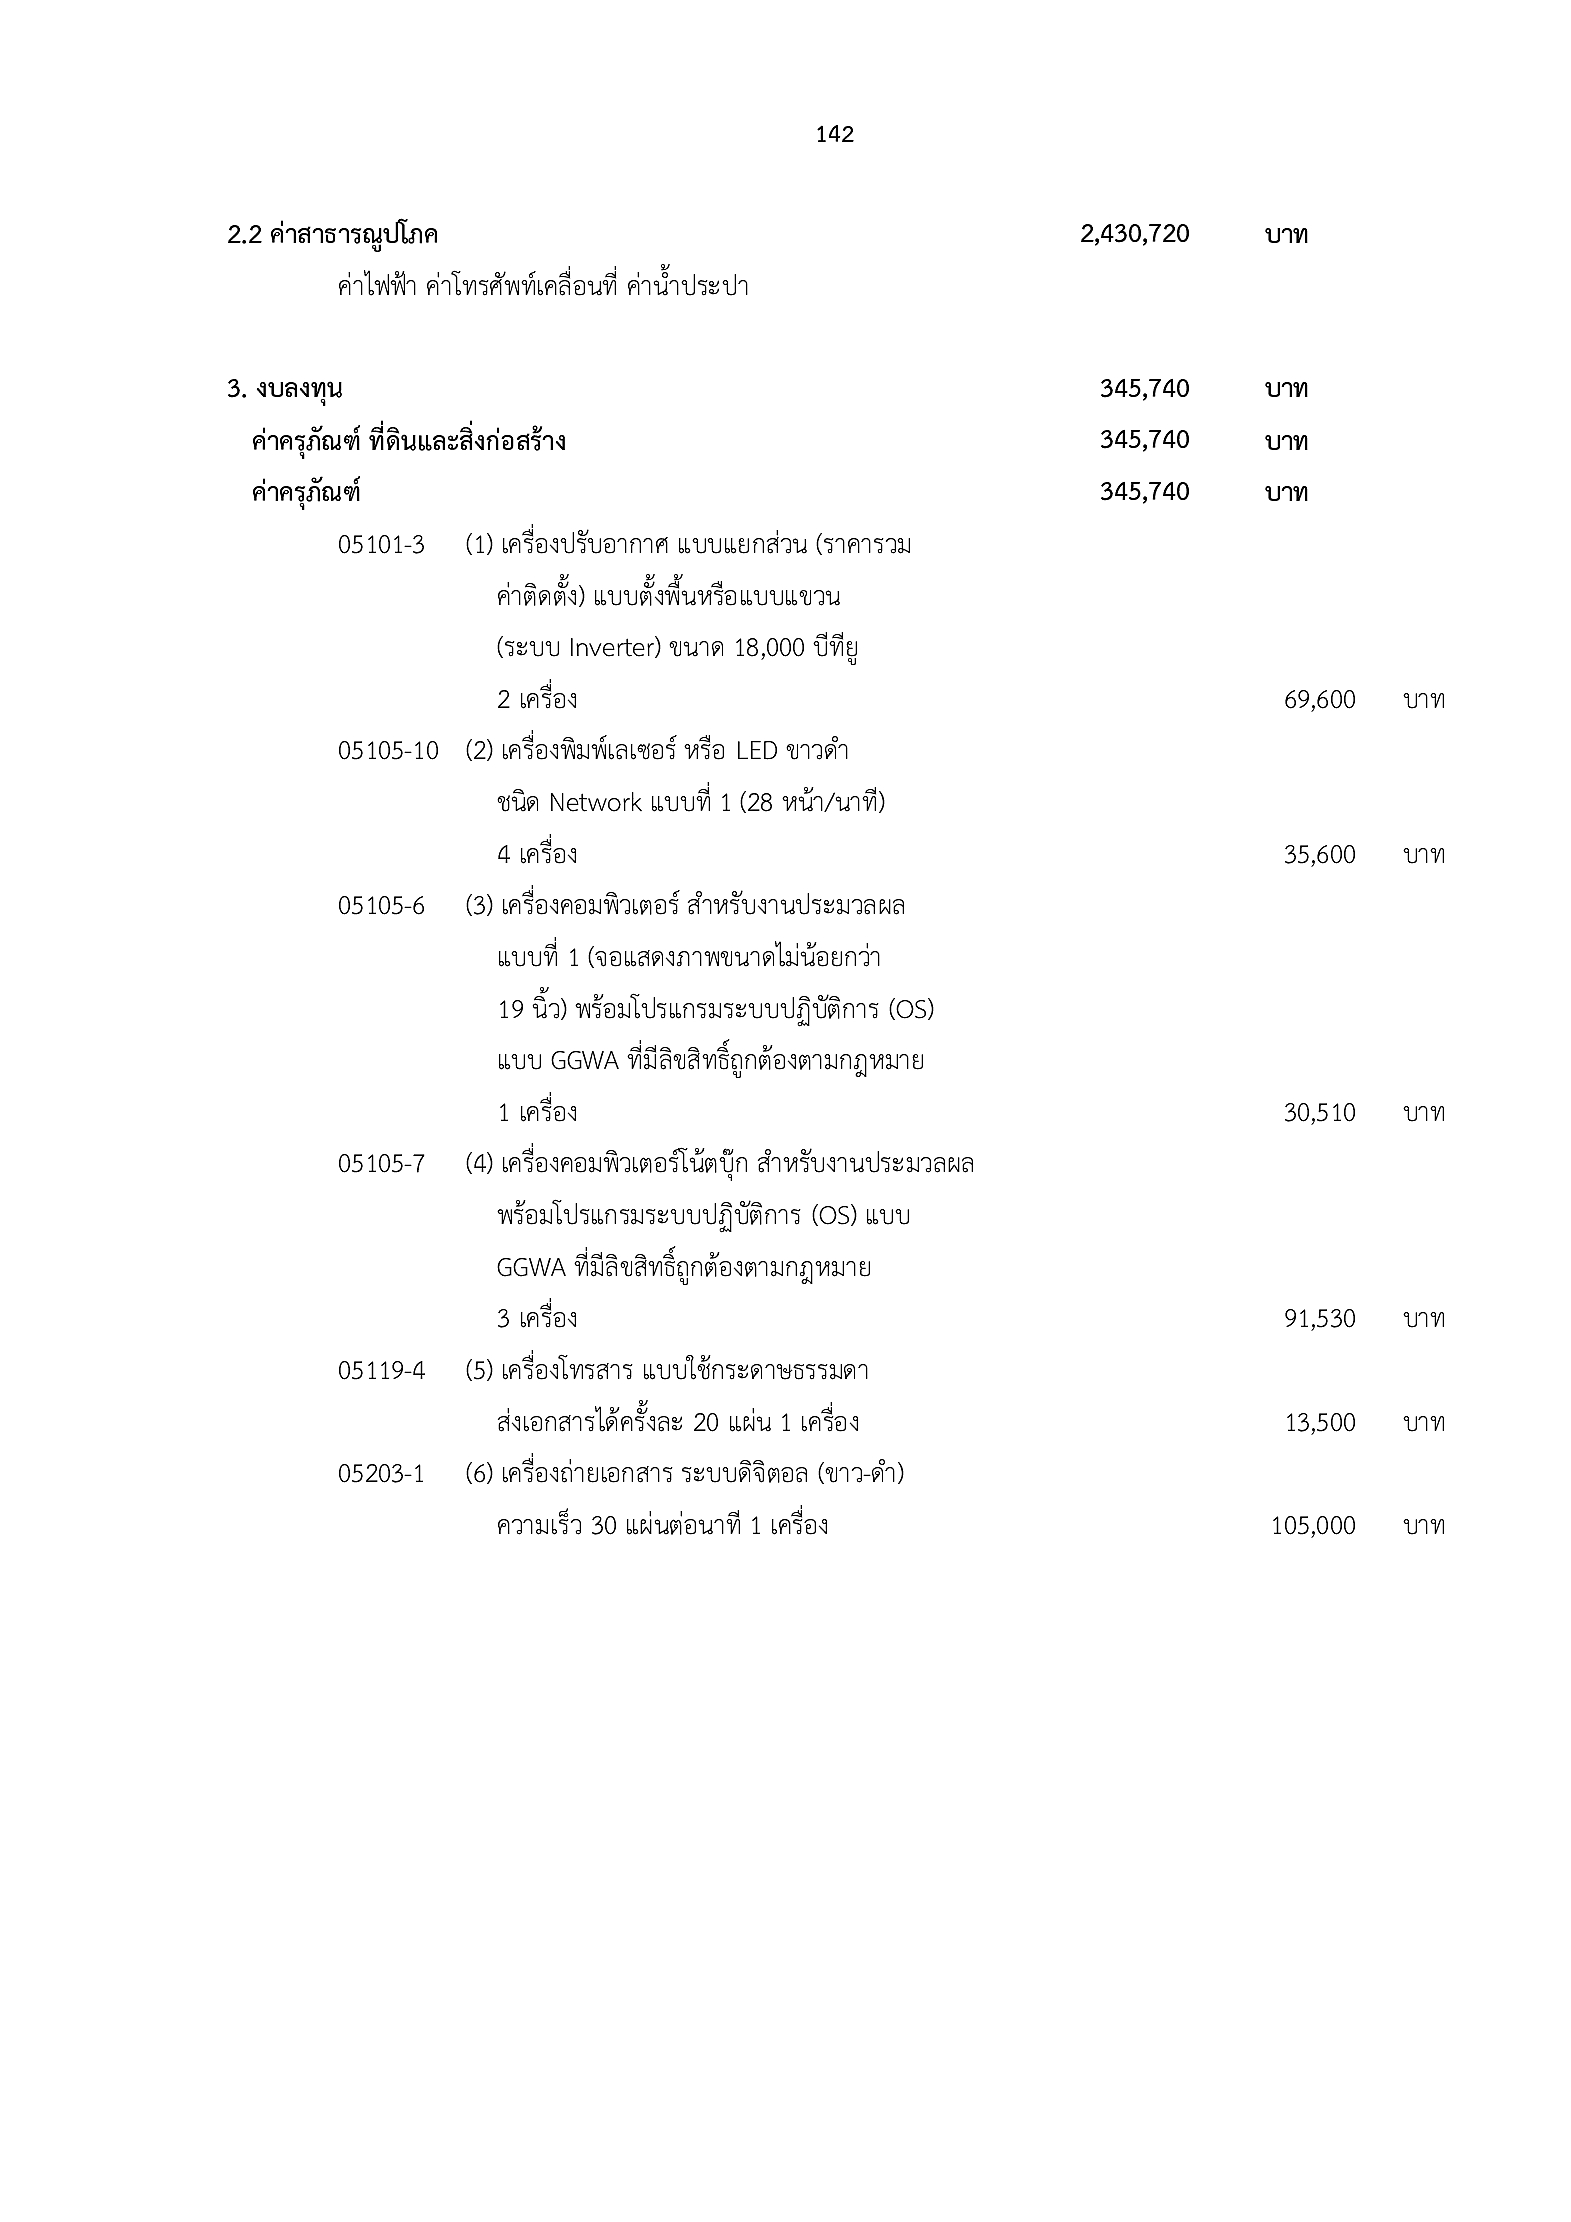 142
2.2 ค่าสาธารณูปโภค 2,430,720 บาท
ค่าไฟฟ้า ค่าโทรศัพท์เคลื่อนที่ ค่าน้ำประปา
3. งบลงทุน 345,740 บาท
ค่าครุภัณฑ์ ที่ดินและสิ่งก่อสร้าง 345,740 บาท
ค่าครุภัณฑ์ 345,740 บาท
05101-3 (1) เครื่องปรับอากาศ แบบแยกส่วน (ราคารวม
ค่าติดตั้ง) แบบตั้งพื้นหรือแบบแขวน
(ระบบ Inverter) ขนาด 18,000 บีทียู
2 เครื่อง 69,600 บาท
05105-10 (2) เครื่องพิมพ์เลเซอร์ หรือ LED ขาวดำ
ชนิด Network แบบที่ 1 (28 หน้า/นาที)
4 เครื่อง 35,600 บาท
05105-6 (3) เครื่องคอมพิวเตอร์ สำหรับงานประมวลผล
แบบที่ 1 (จอแสดงภาพขนาดไม่น้อยกว่า
19 นิ้ว) พร้อมโปรแกรมระบบปฏิบัติการ (OS)
แบบ GGWA ที่มีลิขสิทธิ์ถูกต้องตามกฎหมาย
1 เครื่อง 30,510 บาท
05105-7 (4) เครื่องคอมพิวเตอร์โน้ตบุ๊ก สำหรับงานประมวลผล
พร้อมโปรแกรมระบบปฏิบัติการ (OS) แบบ
GGWA ที่มีลิขสิทธิ์ถูกต้องตามกฎหมาย
3 เครื่อง 91,530 บาท
05119-4 (5) เครื่องโทรสาร แบบใช้กระดาษธรรมดา
ส่งเอกสารได้ครั้งละ 20 แผ่น 1 เครื่อง 13,500 บาท
05203-1 (6) เครื่องถ่ายเอกสาร ระบบดิจิตอล (ขาว-ดำ)
ความเร็ว 30 แผ่นต่อนาที 1 เครื่อง 105,000 บาท